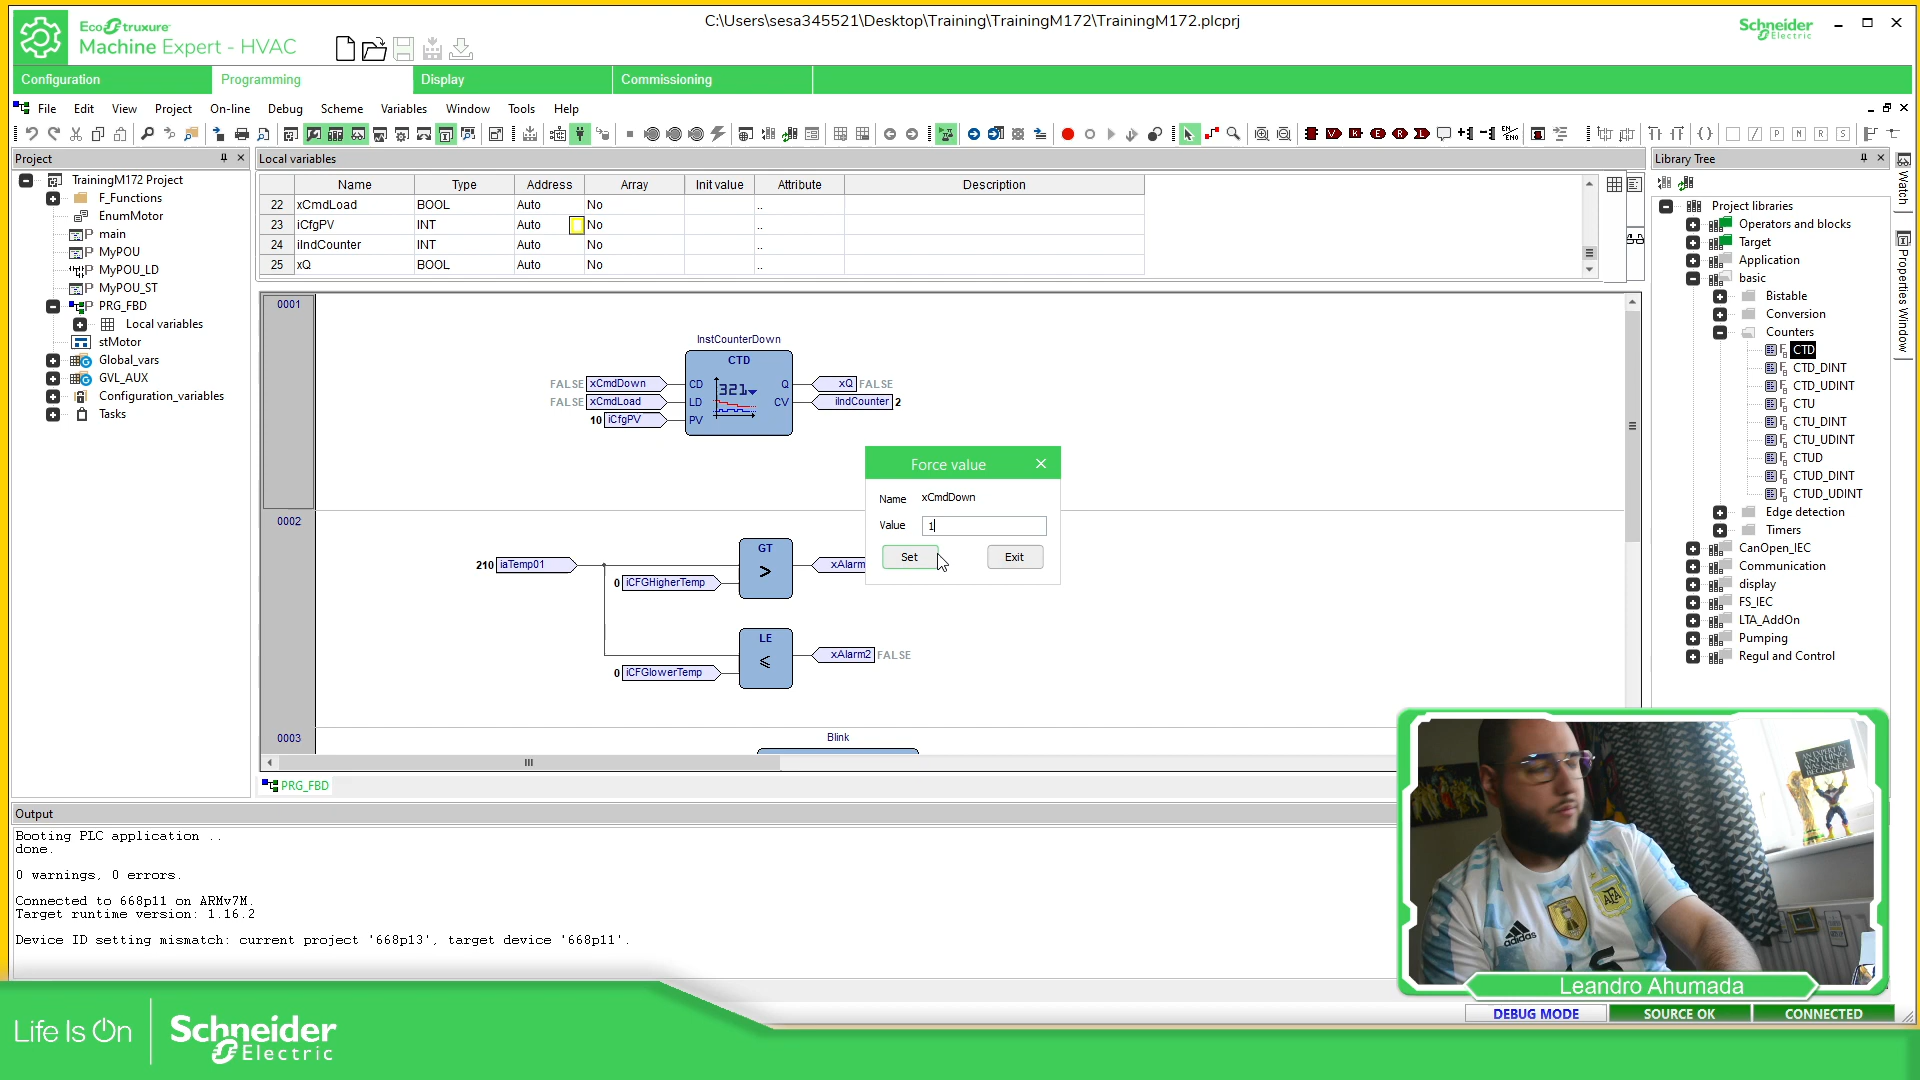 C:\Users\sesa345521\Desktop\Training\TrainingM172\TrainingM172.plcprj
EcoStruxure
Machine Expert - HVAC
Schneider
Electric
Configuration
Programming
Display
Commissioning
File Edit View Project On-line Debug Scheme Variables Window Tools Help
Project
Local variables
Library Tree
Name Type Address Array Init value Attribute Description
22 xCmdLoad BOOL Auto No ..
23 iCfgPV INT Auto No ..
24 iIndCounter INT Auto No ..
25 xQ BOOL Auto No ..
TrainingM172 Project
F_Functions
EnumMotor
main
MyPOU
MyPOU_LD
MyPOU_ST
PRG_FBD
Local variables
stMotor
Global_vars
GVL_AUX
Configuration_variables
Tasks
0001
InstCounterDown
CTD
FALSE xCmdDown CD Q xQ FALSE
FALSE xCmdLoad LD 321 CV iIndCounter 2
10 iCfgPV PV
Force value
Name xCmdDown
Value 1
Set Exit
0002
GT
210 iaTemp01 > xAlarm
0 iCFGHigherTemp
LE
≤ xAlarm2 FALSE
0 iCFGlowerTemp
0003
Blink
PRG_FBD
Project libraries
Operators and blocks
Target
Application
basic
Bistable
Conversion
Counters
CTD
CTD_DINT
CTD_UDINT
CTU
CTU_DINT
CTU_UDINT
CTUD
CTUD_DINT
CTUD_UDINT
Edge detection
Timers
CanOpen_IEC
Communication
display
FS_IEC
LTA_AddOn
Pumping
Regul and Control
Watch
Properties Window
Output
Booting PLC application ..
done.
0 warnings, 0 errors.
Connected to 668p11 on ARMv7M.
Target runtime version: 1.16.2
Device ID setting mismatch: current project '668p13', target device '668p11'.
AN EXPERT IN
ANYTHING
WAS ONCE A
BEGINNER
adidas
AFA
Leandro Ahumada
DEBUG MODE
SOURCE OK
CONNECTED
Life Is On
Schneider
Electric